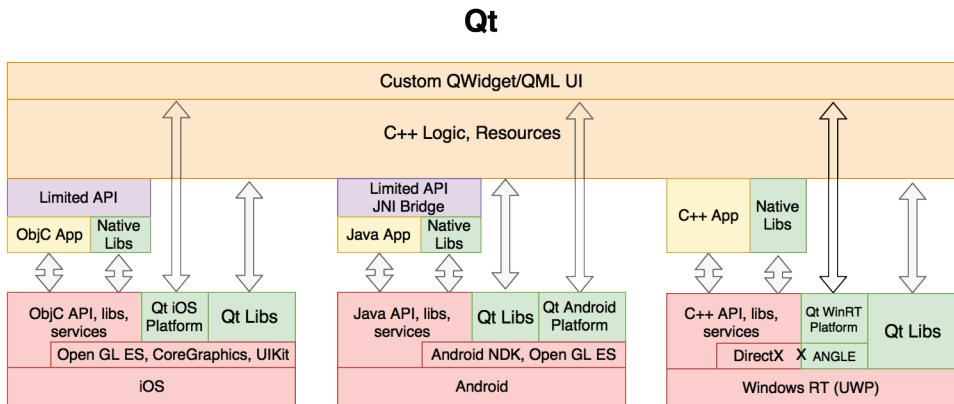 Qt
Custom QWidget/QML UI
C++ Logic, Resources
Limited API
ObjC App
Native
Libs
ObjC API, libs,
services
Qt iOS
Platform
Qt Libs
Open GL ES, CoreGraphics, UIKit
iOS
Limited API
JNI Bridge
Java App
Native
Libs
Java API, libs,
services
Qt Libs
Qt Android
Platform
Android NDK, Open GL ES
Android
C++ App
Native
Libs
C++ API, libs,
services
Qt WinRT
Platform
Qt Libs
DirectX
X
ANGLE
Windows RT (UWP)